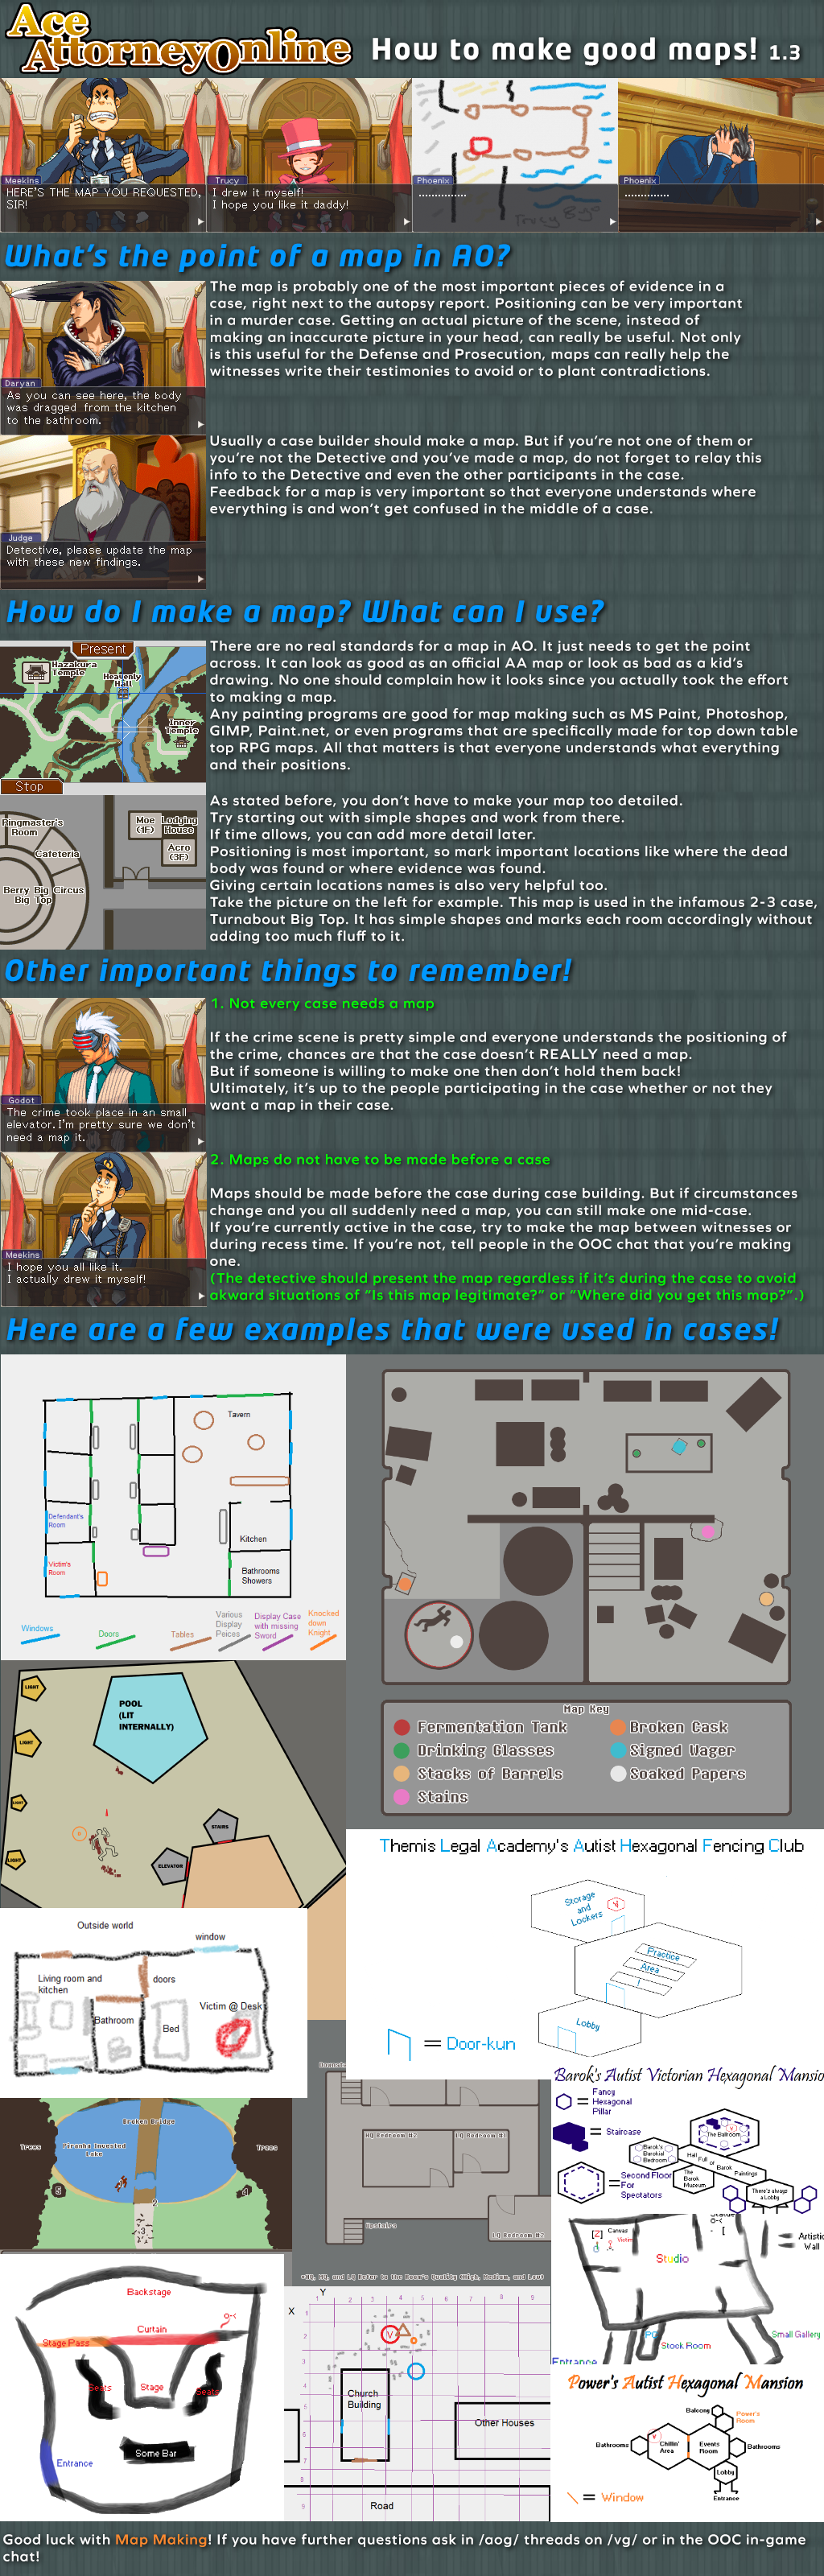 Ace
AttorneyOnline
How to make good maps! 1.3
Meekins
HERE'S THE MAP YOU REQUESTED,
SIR!
Trucy
I drew it myself!
I hope you like it daddy!
Phoenix
...............
Phoenix
..............
What's the point of a map in AO?
The map is probably one of the most important pieces of evidence in a
case, right next to the autopsy report. Positioning can be very important
in a murder case. Getting an actual picture of the scene, instead of
making an inaccurate picture in your head, can really be useful. Not only
is this useful for the Defense and Prosecution, maps can really help the
witnesses write their testimonies to avoid or to plant contradictions.
Daryan
As you can see here, the body
was dragged from the kitchen
to the bathroom.
Usually a case builder should make a map. But if you're not one of them or
you're not the Detective and you've made a map, do not forget to relay this
info to the Detective and even the other participants in the case.
Feedback for a map is very important so that everyone understands where
everything is and won't get confused in the middle of a case.
Judge
Detective, please update the map
with these new findings.
How do I make a map? What can I use?
Present
Hazakura
Temple
Heavenly
Hall
Inner
Temple
Stop
There are no real standards for a map in AO. It just needs to get the point
across. It can look as good as an official AA map or look as bad as a kid's
drawing. No one should complain how it looks since you actually took the effort
to making a map.
Any painting programs are good for map making such as MS Paint, Photoshop,
GIMP, Paint.net, or even programs that are specifically made for top down table
top RPG maps. All that matters is that everyone understands what everything
and their positions.
Ringmaster's
Room
Cafeteria
Berry Big Circus
Big Top
Moe
(1F)
Lodging
House
Acro
(3F)
As stated before, you don't have to make your map too detailed.
Try starting out with simple shapes and work from there.
If time allows, you can add more detail later.
Positioning is most important, so mark important locations like where the dead
body was found or where evidence was found.
Giving certain locations names is also very helpful too.
Take the picture on the left for example. This map is used in the infamous 2-3 case,
Turnabout Big Top. It has simple shapes and marks each room accordingly without
adding too much fluff to it.
Other important things to remember!
1. Not every case needs a map
If the crime scene is pretty simple and everyone understands the positioning of
the crime, chances are that the case doesn't REALLY need a map.
But if someone is willing to make one then don't hold them back!
Ultimately, it's up to the people participating in the case whether or not they
want a map in their case.
Godot
The crime took place in an small
elevator. I'm pretty sure we don't
need a map it.
2. Maps do not have to be made before a case
Maps should be made before the case during case building. But if circumstances
change and you all suddenly need a map, you can still make one mid-case.
If you're currently active in the case, try to make the map between witnesses or
during recess time. If you're not, tell people in the OOC chat that you're making
one.
(The detective should present the map regardless if it's during the case to avoid
akward situations of "Is this map legitimate?" or "Where did you get this map?".)
Meekins
I hope you all like it.
I actually drew it myself!
Here are a few examples that were used in cases!
Tavern
Defendant's
Room
Victim's
Room
Kitchen
Bathrooms
Showers
Windows
Doors
Tables
Various
Display
Peices
Display Case
with missing
Sword
Knocked
down
Knight
Map Key
Fermentation Tank
Broken Cask
Drinking Glasses
Signed Wager
Stacks of Barrels
Soaked Papers
Stains
LIGHT
LIGHT
LIGHT
LIGHT
POOL
(LIT
INTERNALLY)
STAIRS
ELEVATOR
Themis Legal Academy's Autist Hexagonal Fencing Club
Storage
and
Lockers
Practice
Area
Lobby
= Door-kun
Outside world
window
Living room and
kitchen
doors
Bathroom
Bed
Victim @ Desk
Broken Bridge
Trees
Piranha Invested
Lake
Trees
5
4
2
3
HQ Bedroom #2
LQ Bedroom #1
Upstairs
LQ Bedroom #2
*HQ, MQ, and LQ Refer to the Room's Quality (High, Medium, and Low)
Barok's Autist Victorian Hexagonal Mansion
= Fancy
Hexagonal
Pillar
= Staircase
= Second Floor
For
Spectators
The Ballroom
Barok's
Barokial
Bedroom
Hall
Full
of
Barok
Paintings
The
Barok
Museum
There's always
a Lobby
Canvas
Studio
Artistic
Wall
Small Gallery
Stock Room
Entrance
Backstage
Curtain
Stage Pass
Seats
Stage
Seats
Some Bar
Entrance
Y
X
1 2 3 4 5 6 7 8 9
Church
Building
Other Houses
Road
Power's Autist Hexagonal Mansion
Balcony
Power's
Room
Bathrooms
Chillin'
Area
Events
Room
Bathrooms
Lobby
Entrance
= Window
Good luck with Map Making! If you have further questions ask in /aog/ threads on /vg/ or in the OOC in-game
chat!